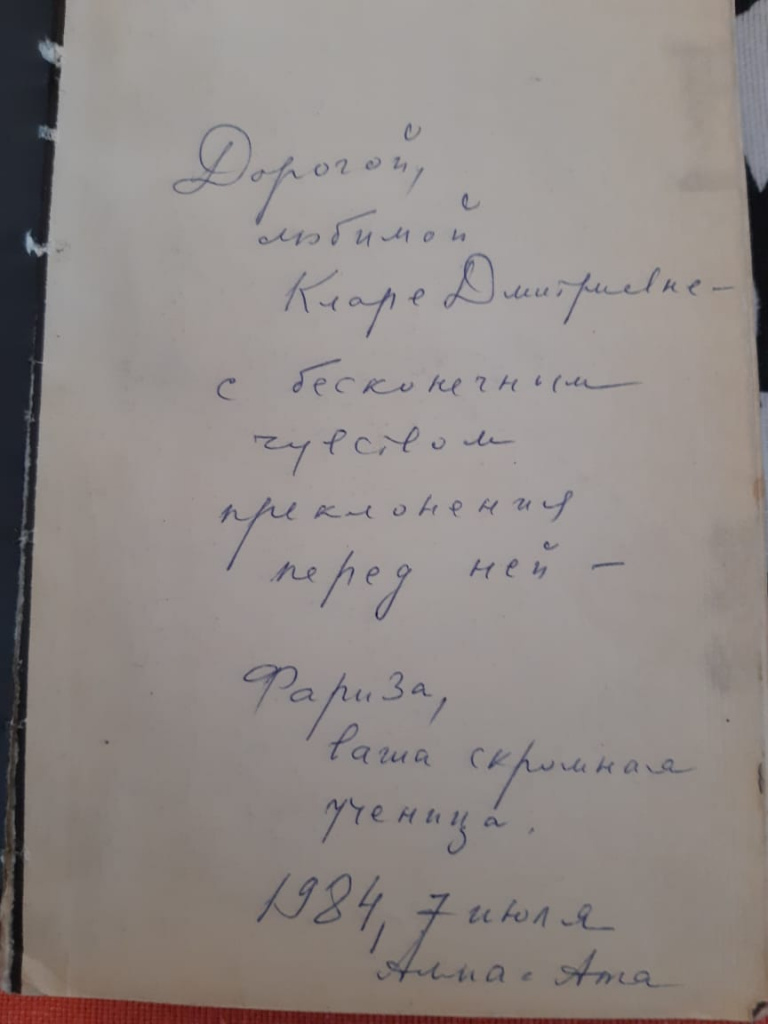 Дорогой,
любимой
Кларе Дмитриевне –
с бесконечным
чувством
преклонения
перед ней –
Фариза,
ваша скромная
ученица.
1984, 7 июля
Алма-Ата